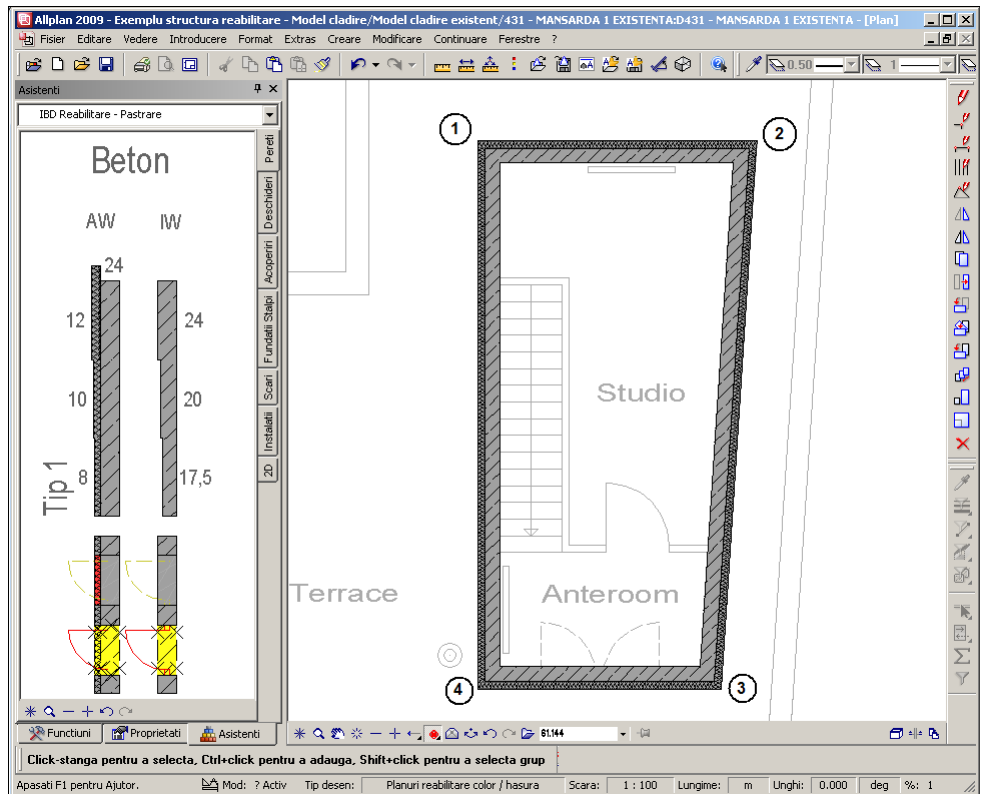 Allplan 2009 - Exemplu structura reabilitare - Model cladire/Model cladire existent/431 - MANSARDA 1 EXISTENTA:D431 - MANSARDA 1 EXISTENTA - [Plan]
Fisier Editare Vedere Introducere Format Extras Creare Modificare Continuare Ferestre ?
0.50 1
Asistenti
IBD Reabilitare - Pastrare
Pereti
Deschideri
Acoperiri
Fundatii Stalpi
Scari
Instalatii
2D
Beton
AW IW
24
12 24
10 20
Tip 1
8 17,5
1
2
Studio
Terrace
Anteroom
4
3
Functiuni Proprietati Asistenti
61.144
Click-stanga pentru a selecta, Ctrl+click pentru a adauga, Shift+click pentru a selecta grup
Apasati F1 pentru Ajutor. Mod: ? Activ Tip desen: Planuri reabilitare color / hasura Scara: 1 : 100 Lungime: m Unghi: 0.000 deg %: 1